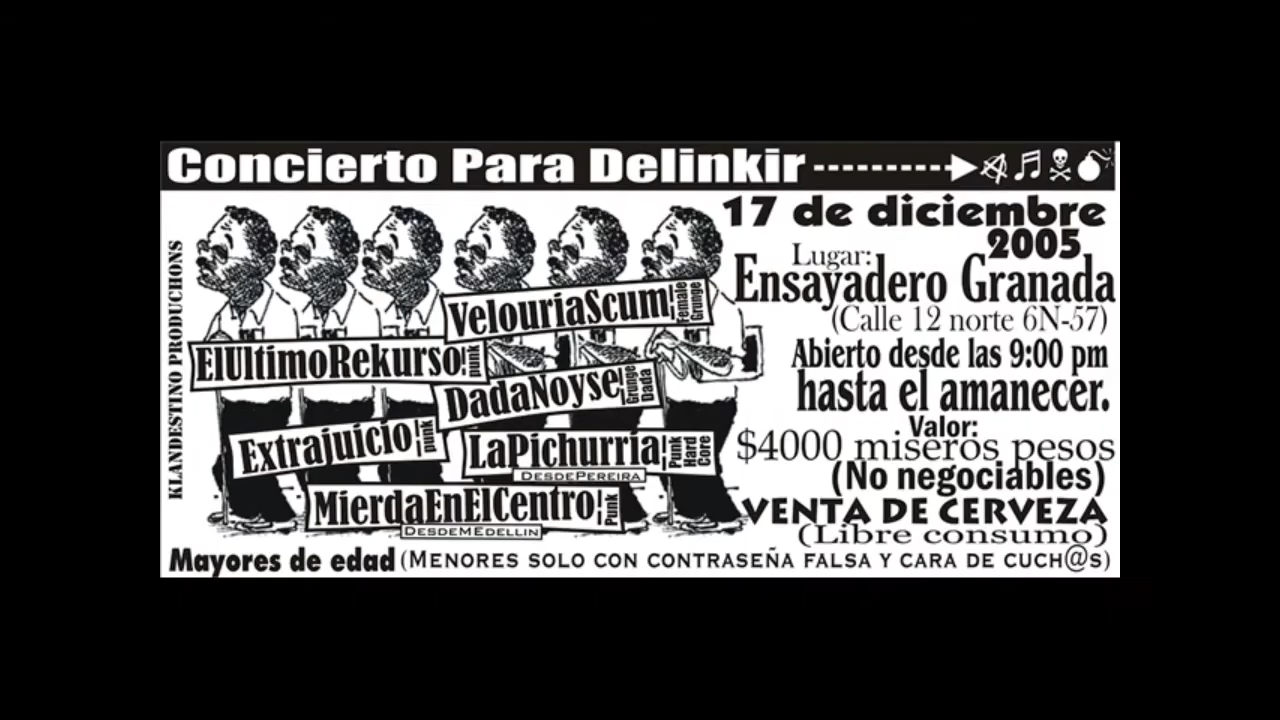 Concierto Para Delinkir
KLANDESTINO PRODUCHONS
VelouriaScum
Female
Grunge
ElUltimoRekurso
punk
DadaNoyse
Grunge
Dada
Extrajuicio
punk
LaPichurria
Punk
Hard
Core
DESDEPEREIRA
MierdaEnElCentro
Punk
DESDEMEDELLIN
17 de diciembre
2005
Lugar:
Ensayadero Granada
(Calle 12 norte 6N-57)
Abierto desde las 9:00 pm
hasta el amanecer.
Valor:
$4000 miseros pesos
(No negociables)
VENTA DE CERVEZA
(Libre consumo)
Mayores de edad (MENORES SOLO CON CONTRASEÑA FALSA Y CARA DE CUCH@S)